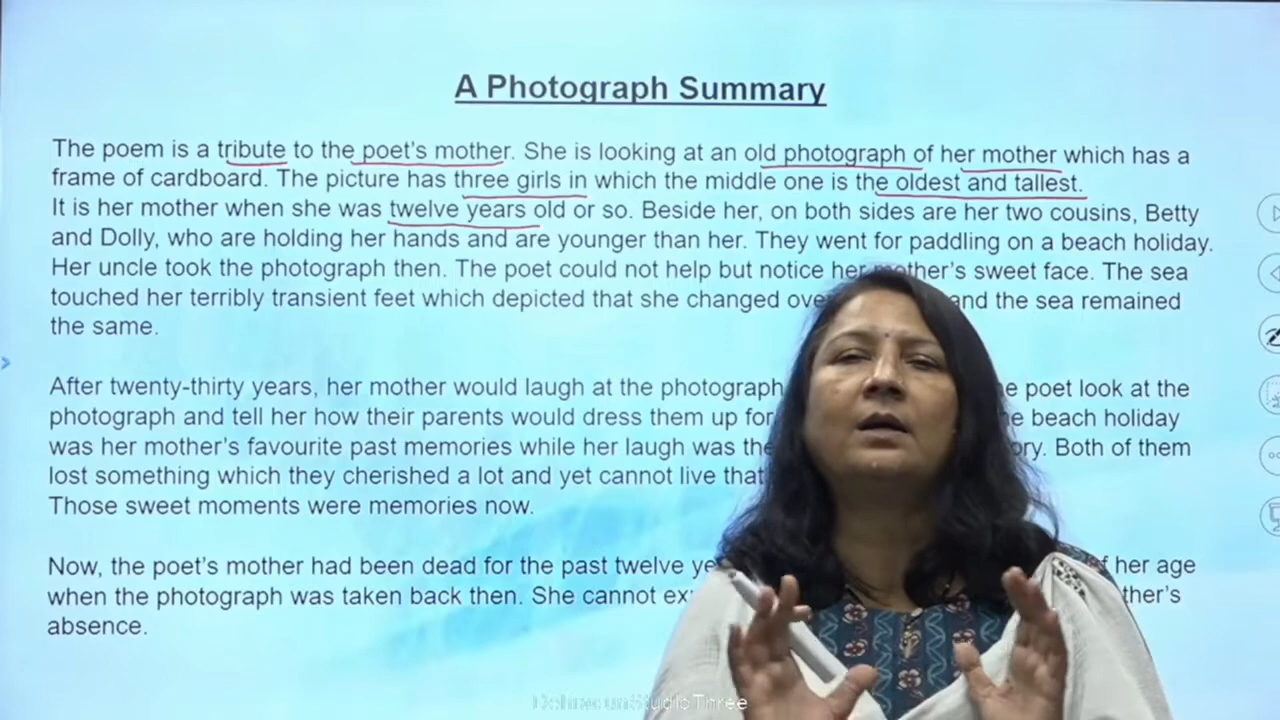 A Photograph Summary
The poem is a tribute to the poet's mother. She is looking at an old photograph of her mother which has a
frame of cardboard. The picture has three girls in which the middle one is the oldest and tallest.
It is her mother when she was twelve years old or so. Beside her, on both sides are her two cousins, Betty
and Dolly, who are holding her hands and are younger than her. They went for paddling on a beach holiday.
Her uncle took the photograph then. The poet could not help but notice her mother's sweet face. The sea
touched her terribly transient feet which depicted that she changed and the sea remained
the same.
After twenty-thirty years, her mother would laugh at the photograph poet look at the
photograph and tell her how their parents would dress them up for beach holiday
was her mother's favourite past memories while her laugh was Both of them
lost something which they cherished a lot and yet cannot live that
Those sweet moments were memories now.
Now, the poet's mother had been dead for the past twelve her age
when the photograph was taken back then. She cannot
absence.